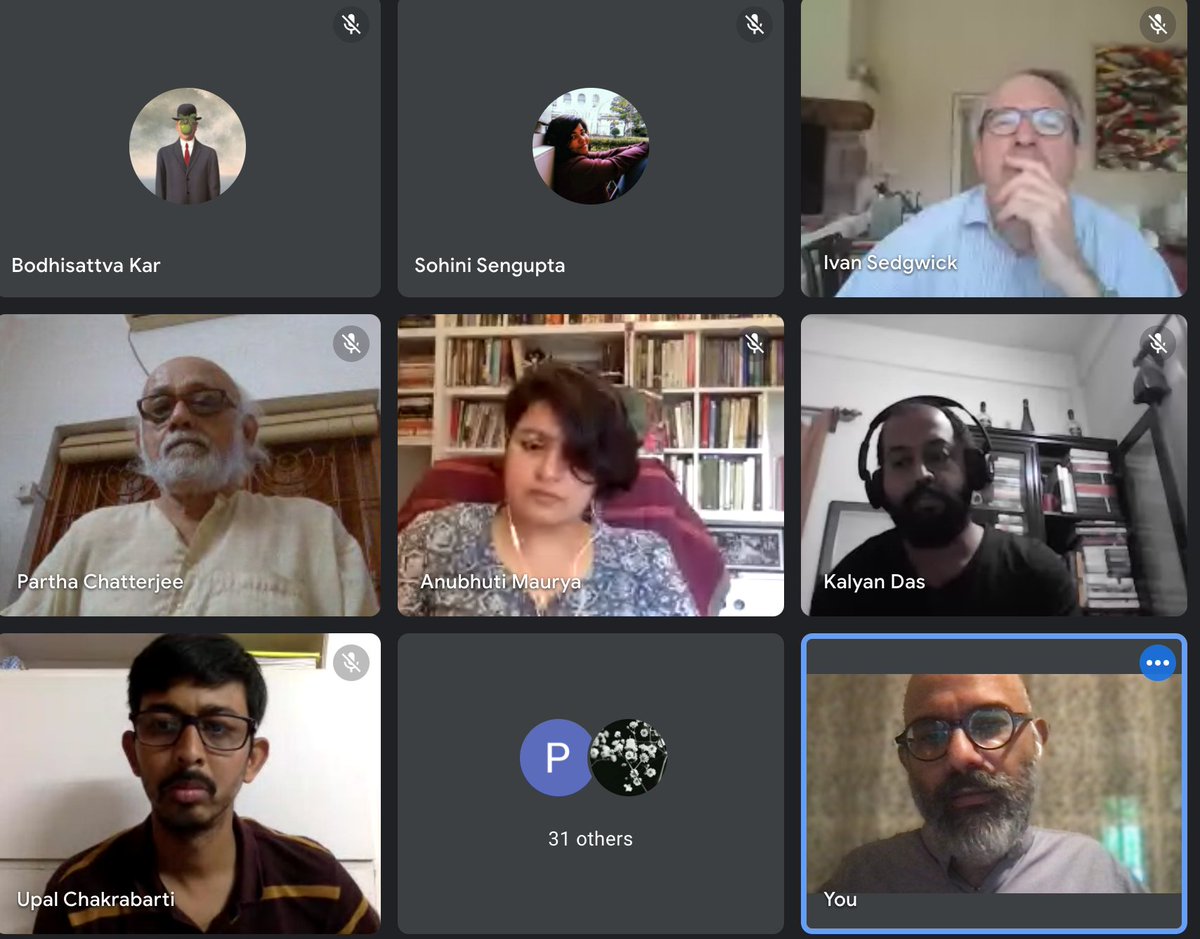 Bodhisattva Kar
Sohini Sengupta
Ivan Sedgwick
Partha Chatterjee
Anubhuti Maurya
Kalyan Das
Upal Chakrabarti
P
31 others
You